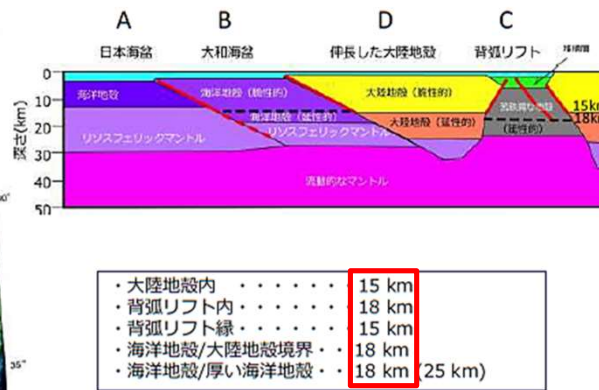 A B D C
日本海盆 大和海盆 伸長した大陸地殻 背弧リフト 堆積層
0
10
20
30
40
50
深さ(km)
海洋地殻
海洋地殻(脆性的)
大陸地殻(脆性的)
15km
18km
海洋地殻(延性的)
大陸地殻(延性的)
(延性的)
リソスフェリックマントル
リソスフェリックマントル
流動的なマントル
・大陸地殻内・・・・・・15 km
・背弧リフト内・・・・・18 km
・背弧リフト縁・・・・・15 km
・海洋地殻/大陸地殻境界・・18 km
・海洋地殻/厚い海洋地殻・・18 km (25 km)
35°